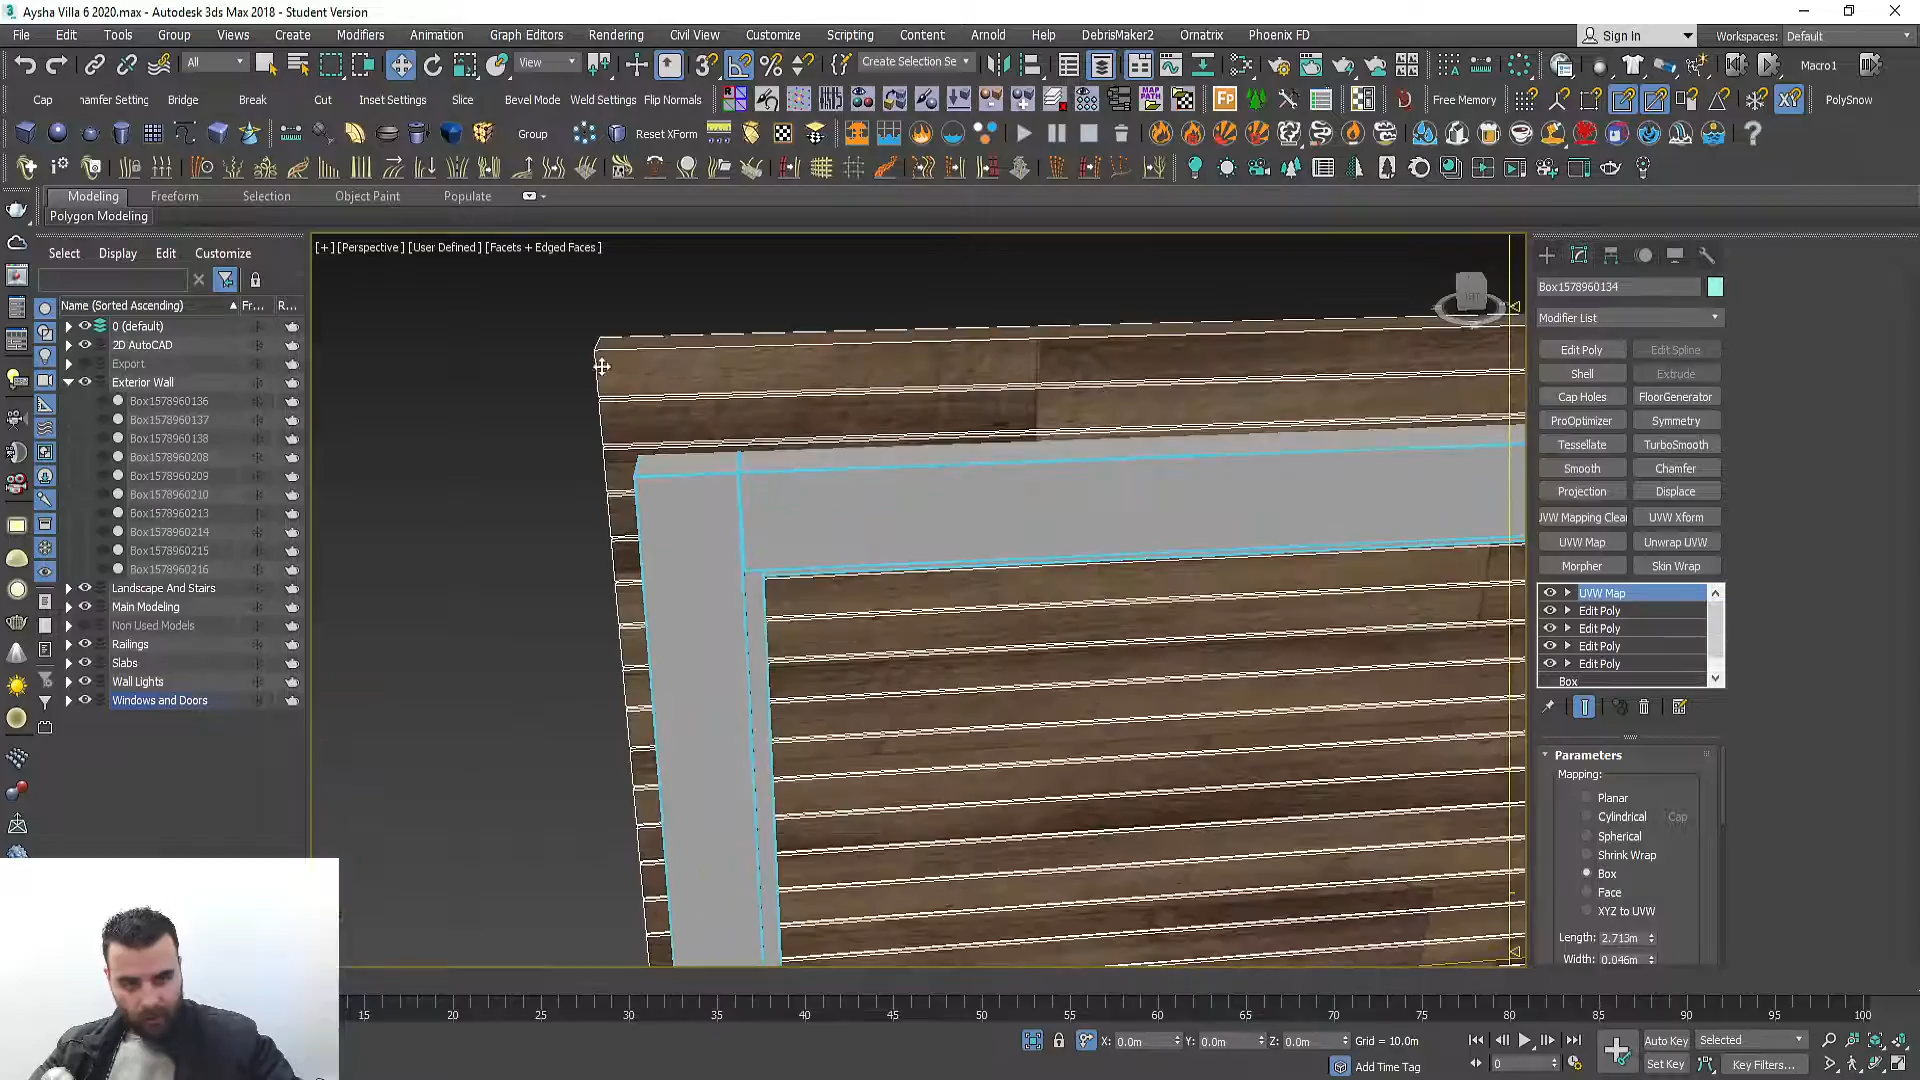 Aysha Villa 6 2020.max - Autodesk 3ds Max 2018 - Student Version
File Edit Tools Group Views Create Modifiers Animation Graph Editors Rendering Civil View Customize Scripting Content Arnold Help DebrisMaker2 Ornatrix Phoenix FD Sign In Workspaces: Default
All View Create Selection Se Macro1
Cap hamfer Setting Bridge Break Cut Inset Settings Slice Bevel Mode Weld Settings Flip Normals MAP PATH FP Free Memory XY PolySnow
Group Reset XForm
Modeling Freeform Selection Object Paint Populate
Polygon Modeling
Select Display Edit Customize
[+] [Perspective] [User Defined] [Facets + Edged Faces]
Name (Sorted Ascending) Fr... R...
0 (default)
2D AutoCAD
Export
Exterior Wall
Box1578960136
Box1578960137
Box1578960138
Box1578960208
Box1578960209
Box1578960210
Box1578960213
Box1578960214
Box1578960215
Box1578960216
Landscape And Stairs
Main Modeling
Non Used Models
Railings
Slabs
Wall Lights
Windows and Doors
Box1578960134
Modifier List
Edit Poly Edit Spline
Shell Extrude
Cap Holes FloorGenerator
ProOptimizer Symmetry
Tessellate TurboSmooth
Smooth Chamfer
Projection Displace
JVW Mapping Clea UVW Xform
UVW Map Unwrap UVW
Morpher Skin Wrap
UVW Map
Edit Poly
Edit Poly
Edit Poly
Edit Poly
Box
Parameters
Mapping:
Planar
Cylindrical Cap
Spherical
Shrink Wrap
Box
Face
XYZ to UVW
Length: 2.713m
Width: 0.046m
15 20 25 30 35 40 45 50 55 60 65 70 75 80 85 90 95 100
X: 0.0m Y: 0.0m Z: 0.0m Grid = 10.0m Auto Key Selected
Add Time Tag 0 Set Key Key Filters...